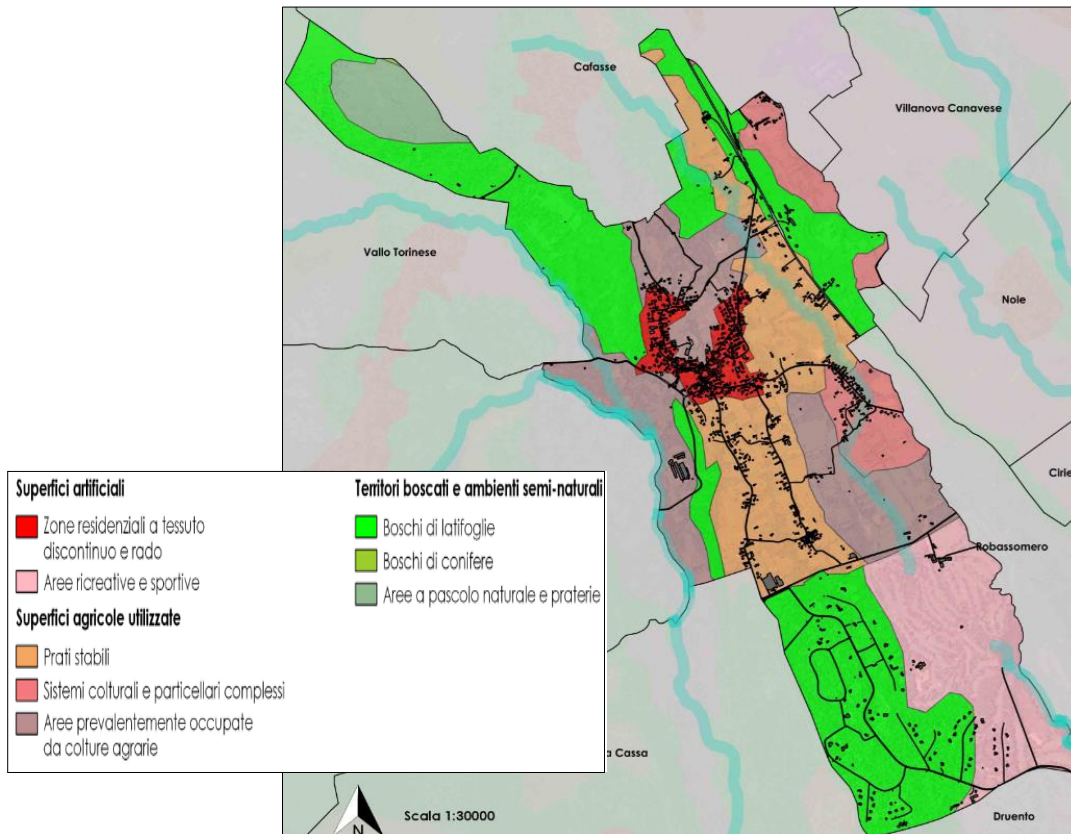 Cafasse
Villanova Canavese
Vallo Torinese
Nole
Cirie
Robassomero
a Cassa
Druento
Scala 1:30000
N
Superfici artificiali
Zone residenziali a tessuto
discontinuo e rado
Aree ricreative e sportive
Superfici agricole utilizzate
Prati stabili
Sistemi colturali e particellari complessi
Aree prevalentemente occupate
da colture agrarie
Territori boscati e ambienti semi-naturali
Boschi di latifoglie
Boschi di conifere
Aree a pascolo naturale e praterie